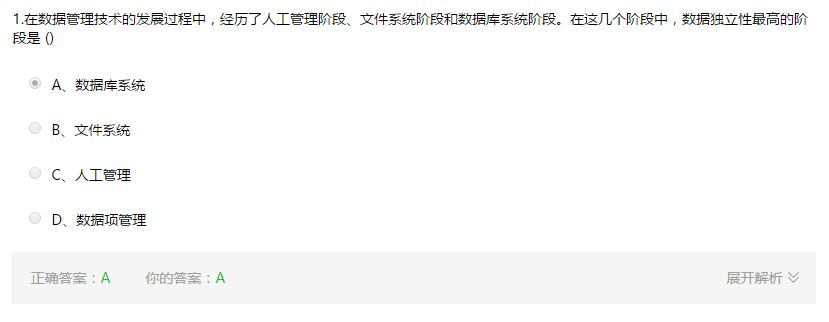 1.在数据管理技术的发展过程中，经历了人工管理阶段、文件系统阶段和数据库系统阶段。在这几个阶段中，数据独立性最高的阶
段是 ()
A、数据库系统
B、文件系统
C、人工管理
D、数据项管理
正确答案：A 你的答案：A 展开解析